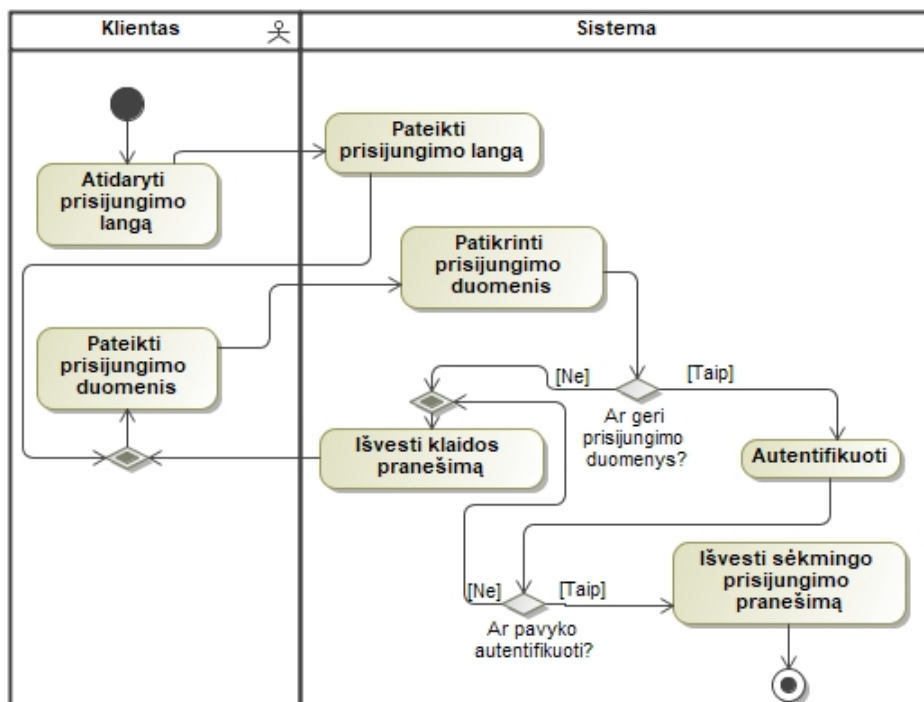 Klientas
Sistema
Pateikti
prisijungimo langą
Atidaryti
prisijungimo
langą
Patikrinti
prisijungimo
duomenis
Pateikti
prisijungimo
duomenis
[Ne]
[Taip]
Ar geri
prisijungimo
duomenys?
Išvesti klaidos
pranešimą
Autentifikuoti
[Ne]
[Taip]
Ar pavyko
autentifikuoti?
Išvesti sėkmingo
prisijungimo
pranešimą